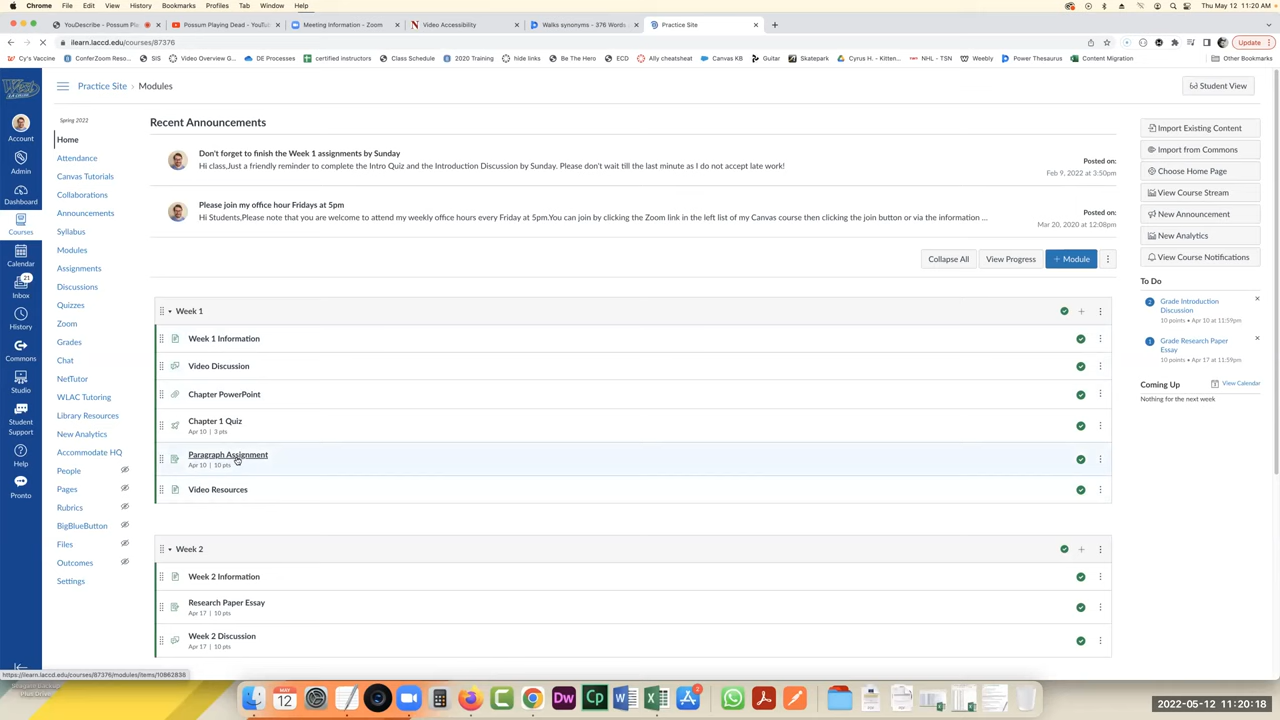 Chrome File Edit View History Bookmarks Profiles Tab Window Help
Thu May 12 11:20 AM
YouDescribe - Possum Pl
Possum Playing Dead - YouTu
Meeting Information - Zoom
Video Accessibility
Walks synonyms - 376 Words
Practice Site
ilearn.laccd.edu/courses/87376
Update
Cy's Vaccine
ConferZoom Reso...
SIS
Video Overview G...
DE Processes
certified instructors
Class Schedule
2020 Training
hide links
Be The Hero
ECD
Ally cheatsheat
Canvas KB
Guitar
Skatepark
Cyrus H. - Kitten...
NHL - TSN
Weebly
Power Thesaurus
Content Migration
Other Bookmarks
Account
Admin
Dashboard
Courses
Calendar
21
Inbox
History
Commons
Studio
Student
Support
Help
Pronto
Practice Site › Modules
Student View
Spring 2022
Home
Attendance
Canvas Tutorials
Collaborations
Announcements
Syllabus
Modules
Assignments
Discussions
Quizzes
Zoom
Grades
Chat
NetTutor
WLAC Tutoring
Library Resources
New Analytics
Accommodate HQ
People
Pages
Rubrics
BigBlueButton
Files
Outcomes
Settings
Recent Announcements
Don't forget to finish the Week 1 assignments by Sunday
Hi class,Just a friendly reminder to complete the Intro Quiz and the Introduction Discussion by Sunday. Please don't wait till the last minute as I do not accept late work!
Posted on:
Feb 9, 2022 at 3:50pm
Please join my office hour Fridays at 5pm
Hi Students,Please note that you are welcome to attend my weekly office hours every Friday at 5pm.You can join by clicking the Zoom link in the left list of my Canvas course then clicking the join button or via the information ...
Posted on:
Mar 20, 2020 at 12:08pm
Collapse All
View Progress
+ Module
Week 1
Week 1 Information
Video Discussion
Chapter PowerPoint
Chapter 1 Quiz
Apr 10 | 3 pts
Paragraph Assignment
Apr 10 | 10 pts
Video Resources
Week 2
Week 2 Information
Research Paper Essay
Apr 17 | 10 pts
Week 2 Discussion
Apr 17 | 10 pts
Import Existing Content
Import from Commons
Choose Home Page
View Course Stream
New Announcement
New Analytics
View Course Notifications
To Do
2
Grade Introduction
Discussion
10 points • Apr 10 at 11:59pm
1
Grade Research Paper
Essay
10 points • Apr 17 at 11:59pm
Coming Up
View Calendar
Nothing for the next week
https://ilearn.laccd.edu/courses/87376/modules/items/10862838
Plus Drive
MAY
12
Dw
Cp
2022-05-12 11:20:18